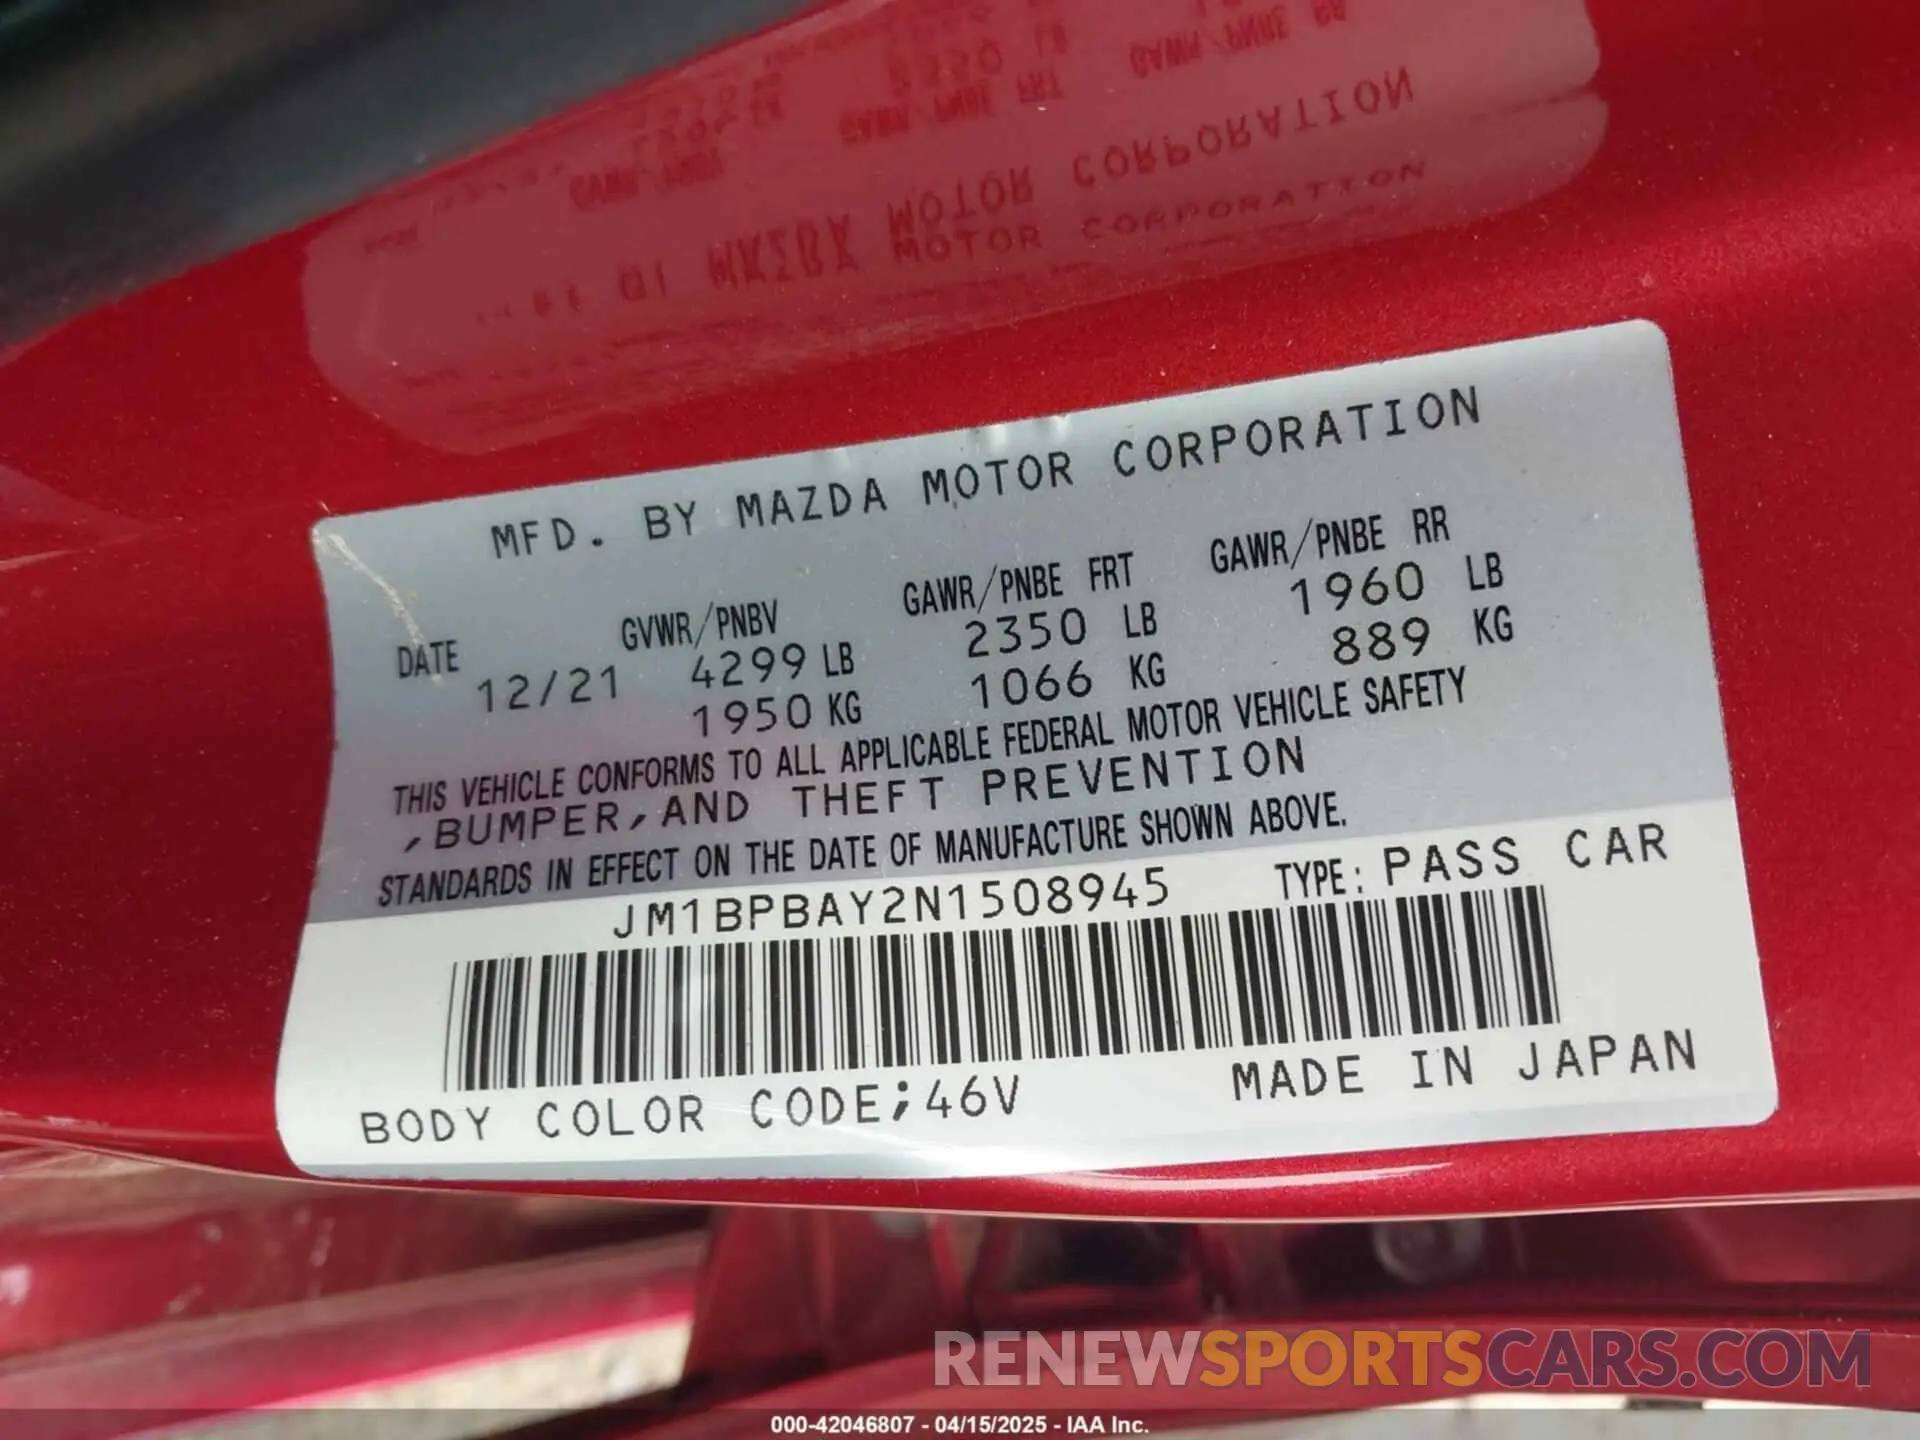 MFD. BY MAZDA MOTOR CORPORATION
DATE GVWR/PNBV GAWR/PNBE FRT GAWR/PNBE RR
12/21 4299 LB 2350 LB 1960 LB
1950 KG 1066 KG 889 KG
THIS VEHICLE CONFORMS TO ALL APPLICABLE FEDERAL MOTOR VEHICLE SAFETY
,BUMPER,AND THEFT PREVENTION
STANDARDS IN EFFECT ON THE DATE OF MANUFACTURE SHOWN ABOVE.
JM1BPBAY2N1508945 TYPE: PASS CAR
BODY COLOR CODE;46V MADE IN JAPAN
RENEWSPORTSCARS.COM
000-42046807 - 04/15/2025 - IAA Inc.